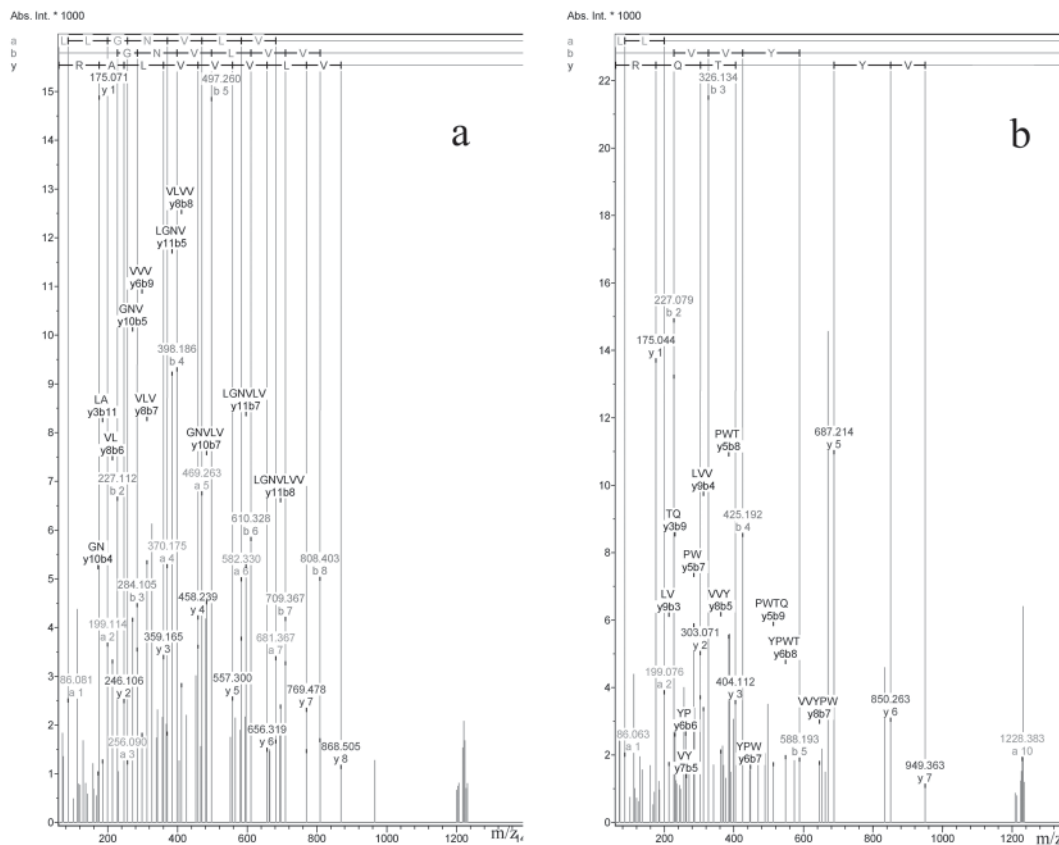 Abs. Int. * 1000
a L L G N V L V
b G N V L V V
y R A L V V L V
175.071
y 1
497.260
b 5
a
VLVV
y8b8
LGNV
y11b5
VVV
y6b9
GNV
y10b5
398.186
b 4
LA
y3b11
VLV
y8b7
LGNVLV
y11b7
VL
y8b6
GNVLV
y10b7
227.112
b 2
469.263
a 5
LGNVLVV
y11b8
GN
y10b4
370.175
a 4
610.328
b 6
582.330
a 6
808.403
b 8
284.105
b 3
458.239
y 4
709.367
b 7
199.114
a 2
359.165
y 3
681.367
a 7
86.081
a 1
246.106
y 2
557.300
y 5
769.478
y 7
256.090
a 3
656.319
y 6
868.505
y 8
15
14
13
12
11
10
9
8
7
6
5
4
3
2
1
0
200 400 600 800 1000 1200
m/z
Abs. Int. * 1000
a L L
b V V Y
y R Q T Y V
326.134
b 3
b
227.079
b 2
175.044
y 1
PWT
y5b8
687.214
y 5
LVV
y9b4
425.192
b 4
TQ
y3b9
PW
y5b7
LV
y9b3
VVY
y8b5
PWTQ
y5b9
303.071
y 2
YPWT
y6b8
199.076
a 2
404.112
y 3
YP
y6b6
VVYPW
y8b7
850.263
y 6
86.063
a 1
588.193
b 5
1228.383
a 10
VY
y7b5
YPW
y6b7
949.363
y 7
22
20
18
16
14
12
10
8
6
4
2
0
200 400 600 800 1000 1200
m/z